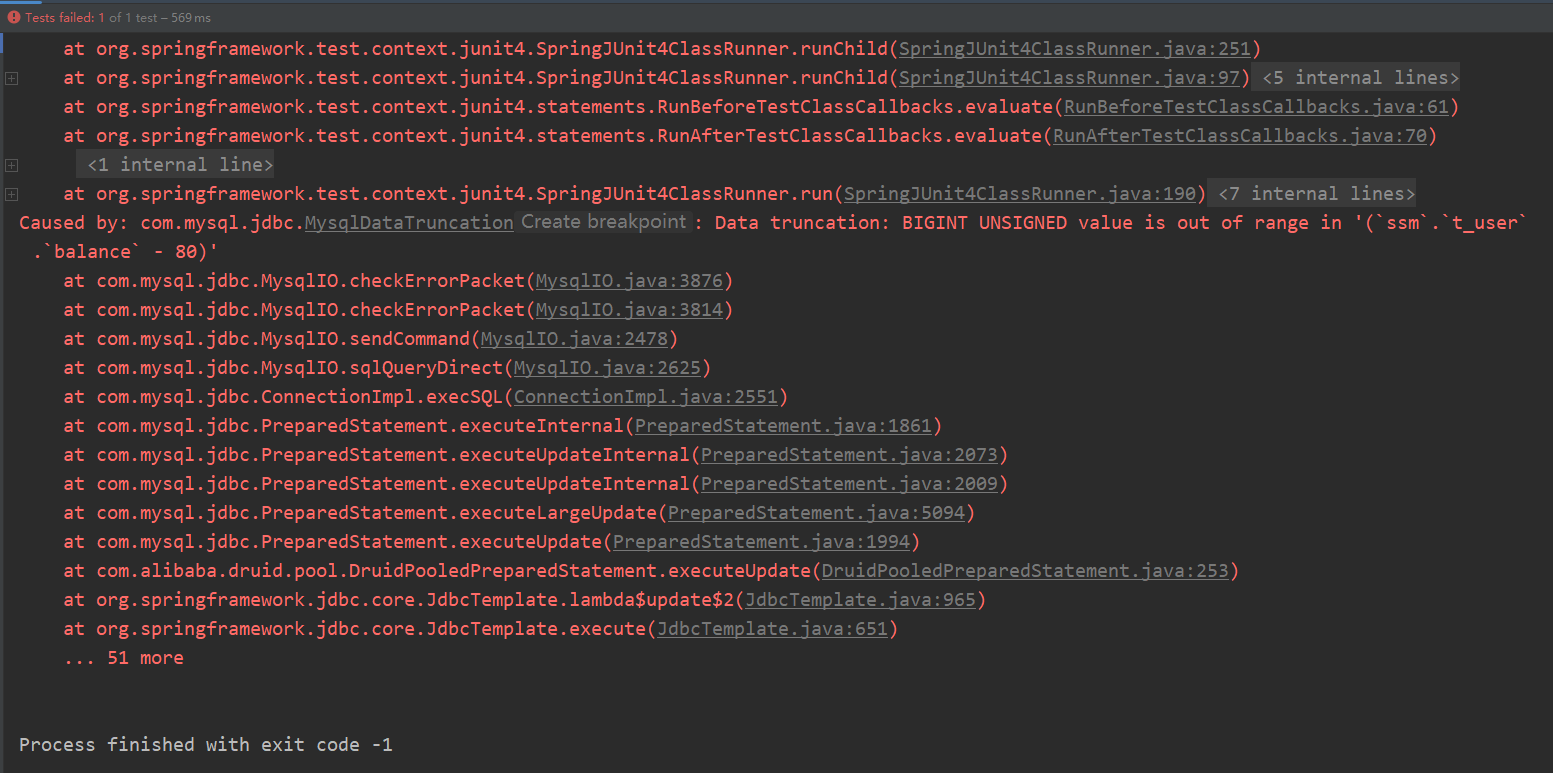 Tests failed: 1 of 1 test – 569 ms
at org.springframework.test.context.junit4.SpringJUnit4ClassRunner.runChild(SpringJUnit4ClassRunner.java:251)
at org.springframework.test.context.junit4.SpringJUnit4ClassRunner.runChild(SpringJUnit4ClassRunner.java:97) <5 internal lines>
at org.springframework.test.context.junit4.statements.RunBeforeTestClassCallbacks.evaluate(RunBeforeTestClassCallbacks.java:61)
at org.springframework.test.context.junit4.statements.RunAfterTestClassCallbacks.evaluate(RunAfterTestClassCallbacks.java:70)
<1 internal line>
at org.springframework.test.context.junit4.SpringJUnit4ClassRunner.run(SpringJUnit4ClassRunner.java:190) <7 internal lines>
Caused by: com.mysql.jdbc.MysqlDataTruncation Create breakpoint : Data truncation: BIGINT UNSIGNED value is out of range in '(`ssm`.`t_user`
.`balance` - 80)'
at com.mysql.jdbc.MysqlIO.checkErrorPacket(MysqlIO.java:3876)
at com.mysql.jdbc.MysqlIO.checkErrorPacket(MysqlIO.java:3814)
at com.mysql.jdbc.MysqlIO.sendCommand(MysqlIO.java:2478)
at com.mysql.jdbc.MysqlIO.sqlQueryDirect(MysqlIO.java:2625)
at com.mysql.jdbc.ConnectionImpl.execSQL(ConnectionImpl.java:2551)
at com.mysql.jdbc.PreparedStatement.executeInternal(PreparedStatement.java:1861)
at com.mysql.jdbc.PreparedStatement.executeUpdateInternal(PreparedStatement.java:2073)
at com.mysql.jdbc.PreparedStatement.executeUpdateInternal(PreparedStatement.java:2009)
at com.mysql.jdbc.PreparedStatement.executeLargeUpdate(PreparedStatement.java:5094)
at com.mysql.jdbc.PreparedStatement.executeUpdate(PreparedStatement.java:1994)
at com.alibaba.druid.pool.DruidPooledPreparedStatement.executeUpdate(DruidPooledPreparedStatement.java:253)
at org.springframework.jdbc.core.JdbcTemplate.lambda$update$2(JdbcTemplate.java:965)
at org.springframework.jdbc.core.JdbcTemplate.execute(JdbcTemplate.java:651)
... 51 more
Process finished with exit code -1